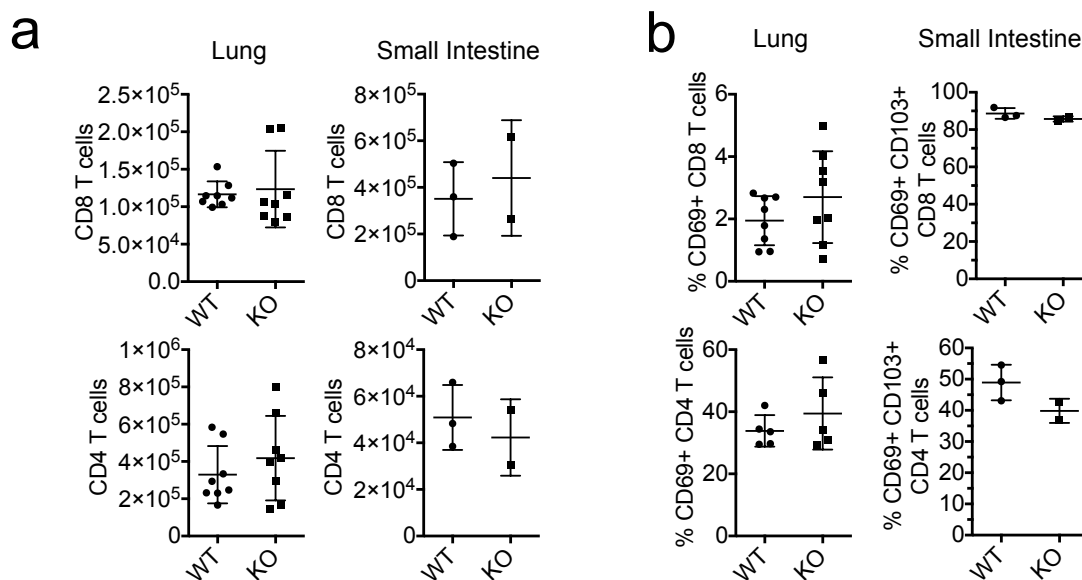 a
Lung
CD8 T cells
2.5×10⁵
2.0×10⁵
1.5×10⁵
1.0×10⁵
5.0×10⁴
0.0
WT
KO
Small Intestine
CD8 T cells
8×10⁵
6×10⁵
4×10⁵
2×10⁵
0
WT
KO
CD4 T cells
1×10⁶
8×10⁵
6×10⁵
4×10⁵
2×10⁵
0
WT
KO
CD4 T cells
8×10⁴
6×10⁴
4×10⁴
2×10⁴
0
WT
KO
b
Lung
% CD69+ CD8 T cells
6
4
2
0
WT
KO
Small Intestine
% CD69+ CD103+
CD8 T cells
100
80
60
40
20
0
WT
KO
% CD69+ CD4 T cells
60
40
20
0
WT
KO
% CD69+ CD103+
CD4 T cells
60
50
40
30
20
10
0
WT
KO